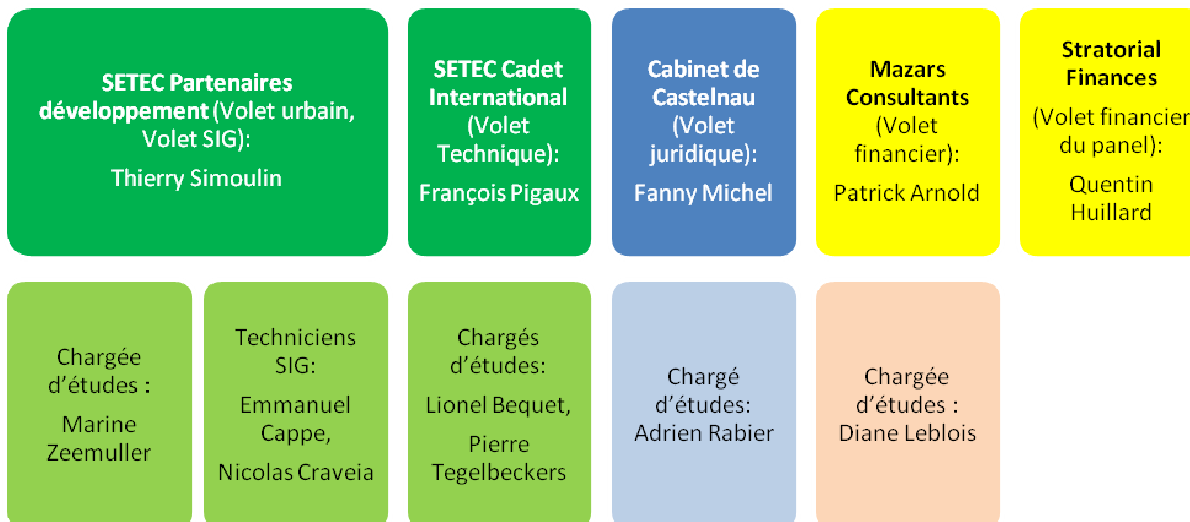 SETEC Partenaires
développement (Volet urbain,
Volet SIG):
Thierry Simoulin
SETEC Cadet
International
(Volet
Technique):
François Pigaux
Cabinet de
Castelnau
(Volet
juridique):
Fanny Michel
Mazars
Consultants
(Volet
financier):
Patrick Arnold
Stratorial
Finances
(Volet financier
du panel):
Quentin
Huillard
Chargée
d’études :
Marine
Zeemuller
Techniciens
SIG:
Emmanuel
Cappe,
Nicolas Craveia
Chargés
d’études:
Lionel Bequet,
Pierre
Tegelbeckers
Chargé
d’études:
Adrien Rabier
Chargée
d’études :
Diane Leblois